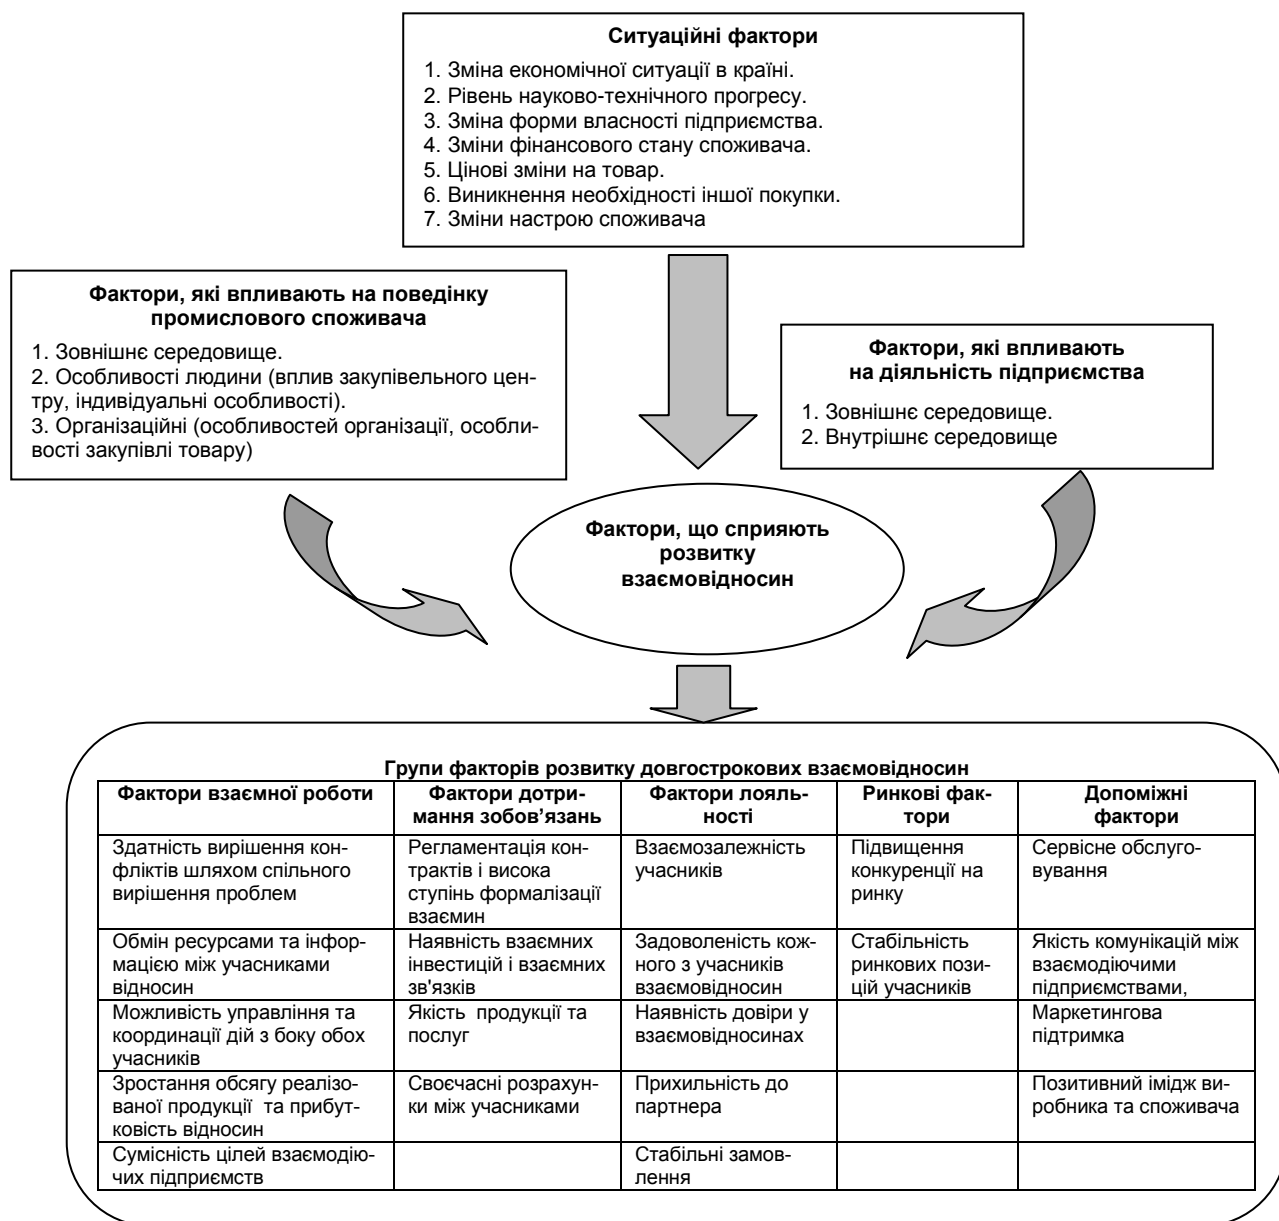 Ситуаційні фактори
1. Зміна економічної ситуації в країні.
2. Рівень науково-технічного прогресу.
3. Зміна форми власності підприємства.
4. Зміни фінансового стану споживача.
5. Цінові зміни на товар.
6. Виникнення необхідності іншої покупки.
7. Зміни настрою споживача
Фактори, які впливають на поведінку
промислового споживача
1. Зовнішнє середовище.
2. Особливості людини (вплив закупівельного цен-
тру, індивідуальні особливості).
3. Організаційні (особливостей організації, особли-
вості закупівлі товару)
Фактори, які впливають
на діяльність підприємства
1. Зовнішнє середовище.
2. Внутрішнє середовище
Фактори, що сприяють
розвитку
взаємовідносин
Групи факторів розвитку довгострокових взаємовідносин
Фактори взаємної роботи
Фактори дотри-
мання зобов’язань
Фактори лояль-
ності
Ринкові фак-
тори
Допоміжні
фактори
Здатність вирішення кон-
фліктів шляхом спільного
вирішення проблем
Регламентація кон-
трактів і висока
ступінь формалізації
взаємин
Взаємозалежність
учасників
Підвищення
конкуренції на
ринку
Сервісне обслуго-
вування
Обмін ресурсами та інфор-
мацією між учасниками
відносин
Наявність взаємних
інвестицій і взаємних
зв'язків
Задоволеність кож-
ного з учасників
взаємовідносин
Стабільність
ринкових пози-
цій учасників
Якість комунікацій між
взаємодіючими
підприємствами,
Можливість управління та
координації дій з боку обох
учасників
Якість продукції та
послуг
Наявність довіри у
взаємовідносинах
Маркетингова
підтримка
Зростання обсягу реалізо-
ваної продукції та прибут-
ковість відносин
Своєчасні розрахун-
ки між учасниками
Прихильність до
партнера
Позитивний імідж ви-
робника та споживача
Сумісність цілей взаємодію-
чих підприємств
Стабільні замов-
лення